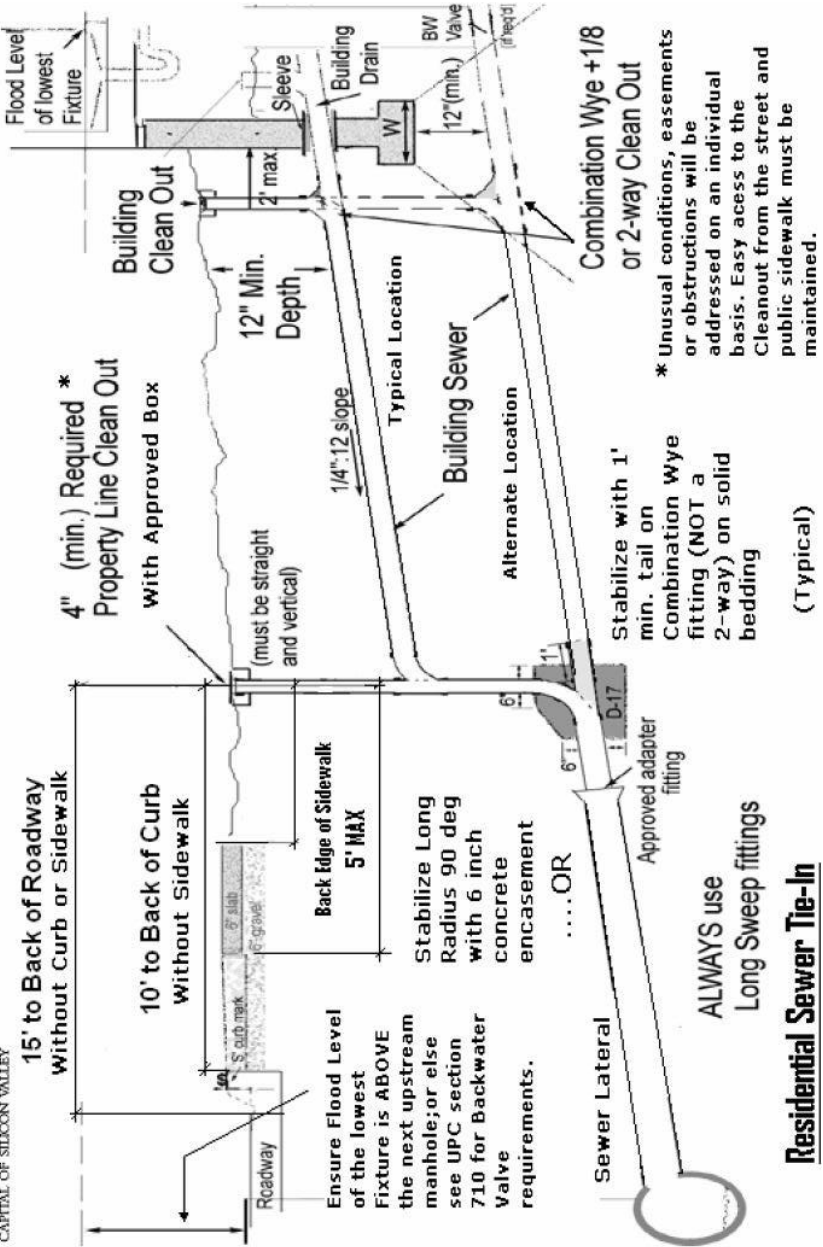 CAPITAL OF SILICON VALLEY
15' to Back of Roadway
Without Curb or Sidewalk
10' to Back of Curb
Without Sidewalk
4" (min.) Required *
Property Line Clean Out
With Approved Box
(must be straight
and vertical)
Building
Clean Out
Flood Level
of lowest
Fixture
12" Min.
Depth
2' max.
Sleeve
Building
Drain
W
12"(min.)
BW
Valve
(if req'd)
"S" curb mark
6" slab
6" gravel
Roadway
Back Edge of Sidewalk
5' MAX
1/4":12 slope
Typical Location
Building Sewer
Alternate Location
Combination Wye +1/8
or 2-way Clean Out
Ensure Flood Level
of the lowest
Fixture is ABOVE
the next upstream
manhole;or else
see UPC section
710 for Backwater
Valve
requirements.
Stabilize Long
Radius 90 deg
with 6 inch
concrete
encasement
....OR
6"
6"
1'
D-17
Approved adapter
fitting
Stabilize with 1'
min. tail on
Combination Wye
fitting (NOT a
2-way) on solid
bedding
(Typical)
* Unusual conditions, easements
or obstructions will be
addressed on an individual
basis. Easy acess to the
Cleanout from the street and
public sidewalk must be
maintained.
Sewer Lateral
ALWAYS use
Long Sweep fittings
Residential Sewer Tie-In